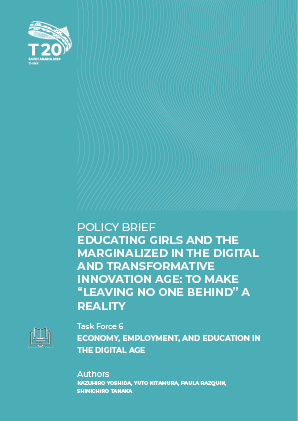 T20
SAUDI ARABIA 2020
THINK
POLICY BRIEF
EDUCATING GIRLS AND THE
MARGINALIZED IN THE DIGITAL
AND TRANSFORMATIVE
INNOVATION AGE: TO MAKE
“LEAVING NO ONE BEHIND” A
REALITY
Task Force 6
ECONOMY, EMPLOYMENT, AND EDUCATION IN
THE DIGITAL AGE
Authors
KAZUHIRO YOSHIDA, YUTO KITAMURA, PAULA RAZQUIN,
SHINICHIRO TANAKA